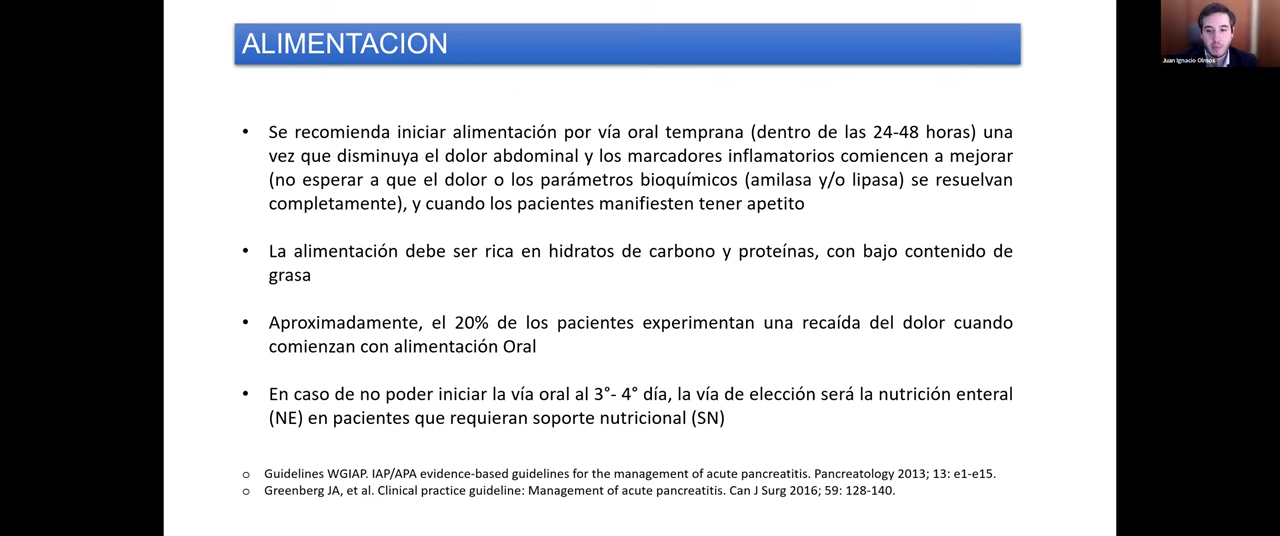 ALIMENTACION
Juan Ignacio Olmos
• Se recomienda iniciar alimentación por vía oral temprana (dentro de las 24-48 horas) una
vez que disminuya el dolor abdominal y los marcadores inflamatorios comiencen a mejorar
(no esperar a que el dolor o los parámetros bioquímicos (amilasa y/o lipasa) se resuelvan
completamente), y cuando los pacientes manifiesten tener apetito
• La alimentación debe ser rica en hidratos de carbono y proteínas, con bajo contenido de
grasa
• Aproximadamente, el 20% de los pacientes experimentan una recaída del dolor cuando
comienzan con alimentación Oral
• En caso de no poder iniciar la vía oral al 3°- 4° día, la vía de elección será la nutrición enteral
(NE) en pacientes que requieran soporte nutricional (SN)
o Guidelines WGIAP. IAP/APA evidence-based guidelines for the management of acute pancreatitis. Pancreatology 2013; 13: e1-e15.
o Greenberg JA, et al. Clinical practice guideline: Management of acute pancreatitis. Can J Surg 2016; 59: 128-140.